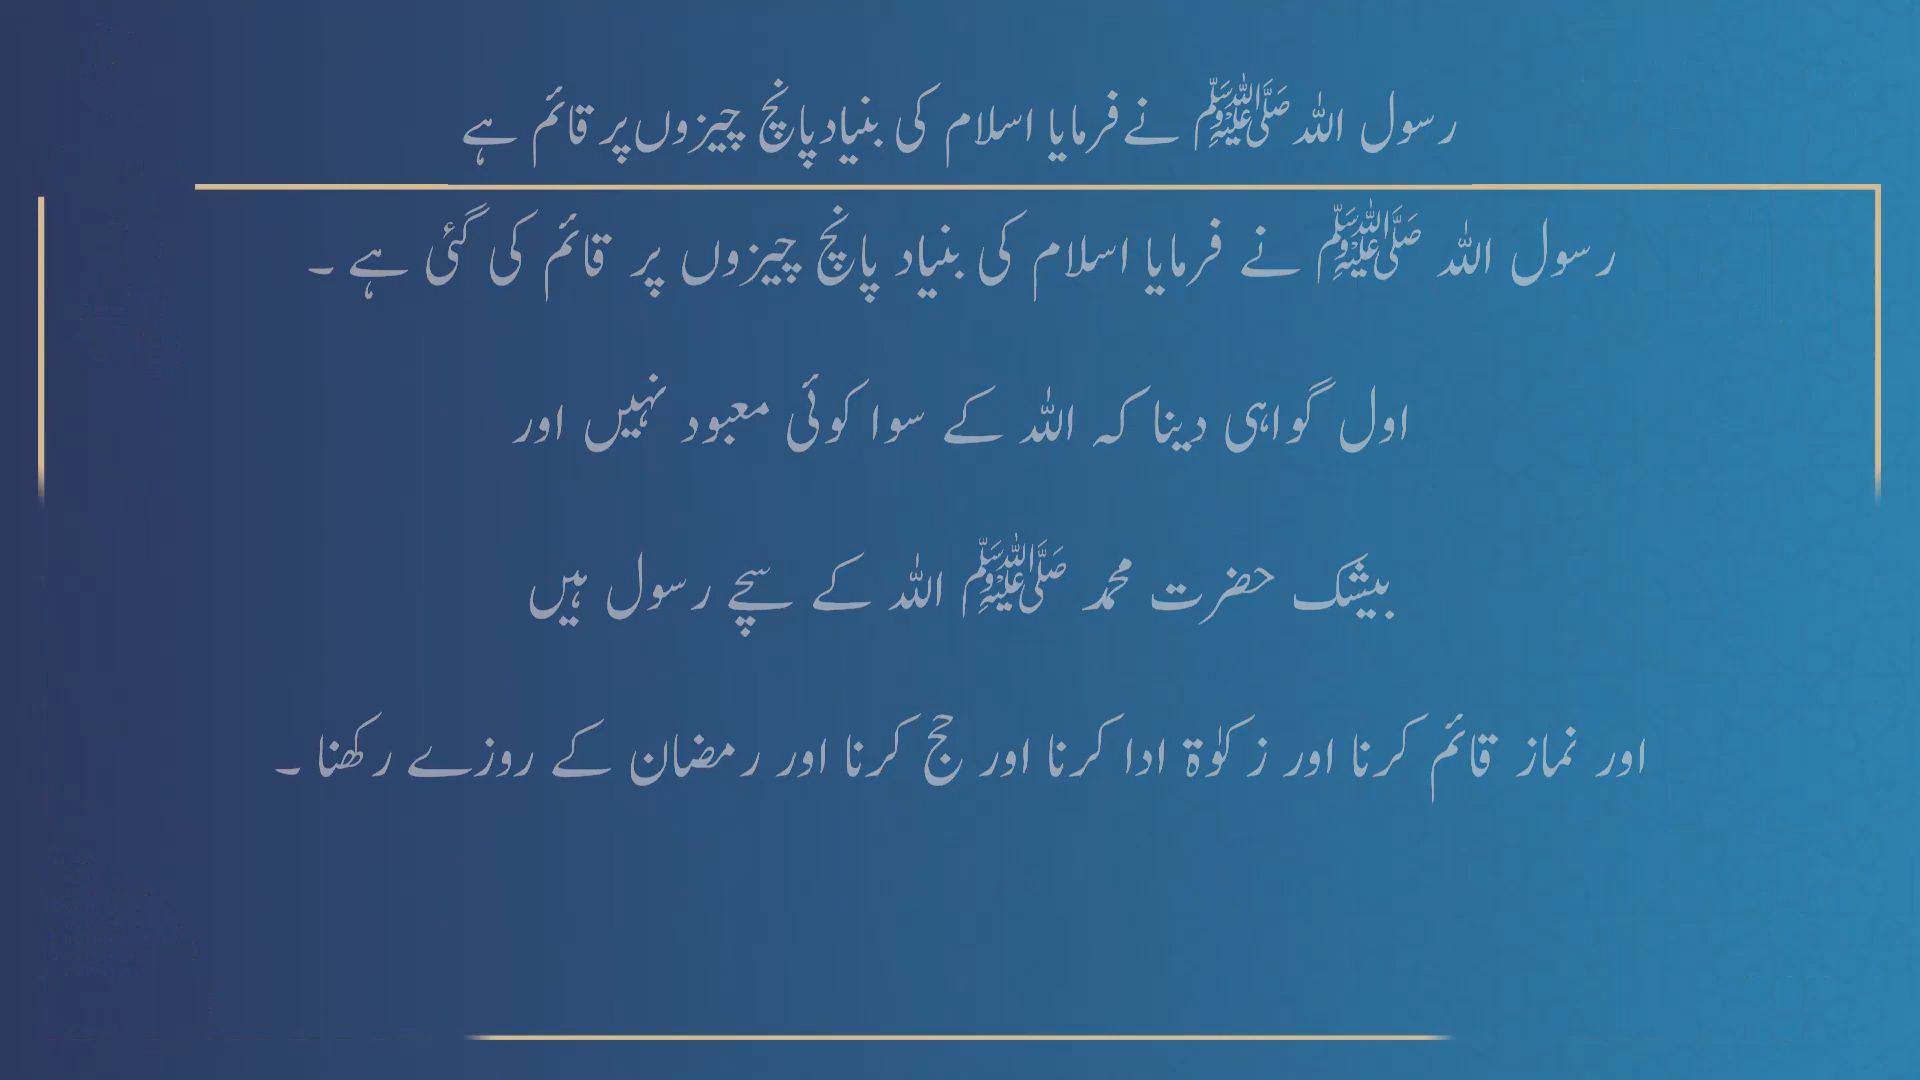 رسول اللہ ﷺ نے فرمایا اسلام کی بنیاد پانچ چیزوں پر قائم ہے
رسول اللہ ﷺ نے فرمایا اسلام کی بنیاد پانچ چیزوں پر قائم کی گئی ہے ۔
اول گواہی دینا کہ اللہ کے سوا کوئی معبود نہیں اور
بیشک حضرت محمد ﷺ اللہ کے سچے رسول ہیں
اور نماز قائم کرنا اور زکوٰۃ ادا کرنا اور حج کرنا اور رمضان کے روزے رکھنا ۔